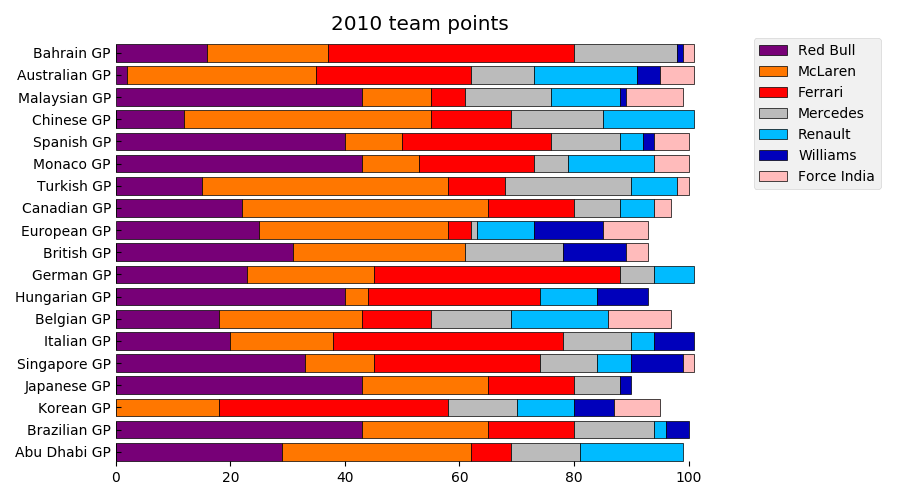 2010 team points
Bahrain GP
Australian GP
Malaysian GP
Chinese GP
Spanish GP
Monaco GP
Turkish GP
Canadian GP
European GP
British GP
German GP
Hungarian GP
Belgian GP
Italian GP
Singapore GP
Japanese GP
Korean GP
Brazilian GP
Abu Dhabi GP
0 20 40 60 80 100
Red Bull
McLaren
Ferrari
Mercedes
Renault
Williams
Force India